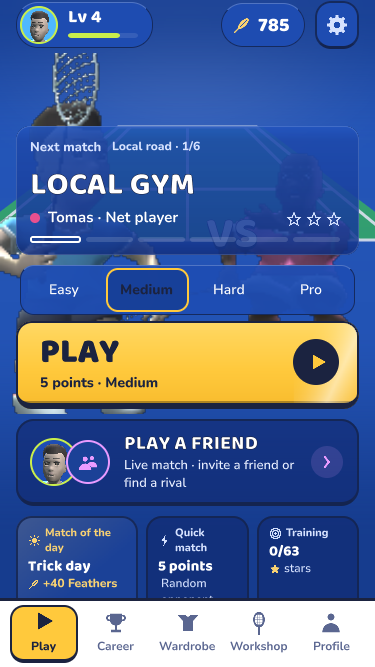 Lv 4
785
Next match Local road · 1/6
LOCAL GYM
Tomas · Net player
VS
Easy Medium Hard Pro
PLAY
5 points · Medium
PLAY A FRIEND
Live match · invite a friend or
find a rival
Match of the
day
Trick day
+40 Feathers
Quick
match
5 points
Random
opponent
Training
0/63
stars
Play Career Wardrobe Workshop Profile